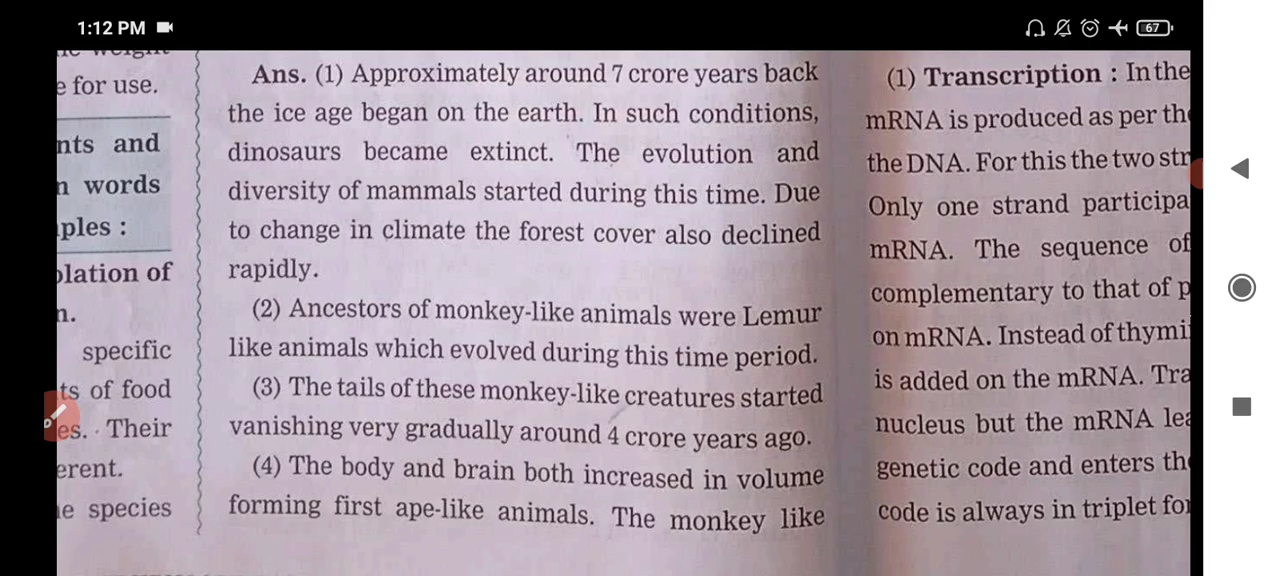 1:12 PM
67
e for use.
nts and
n words
ples :
olation of
n.
specific
ts of food
es. Their
erent.
e species
Ans. (1) Approximately around 7 crore years back
the ice age began on the earth. In such conditions,
dinosaurs became extinct. The evolution and
diversity of mammals started during this time. Due
to change in climate the forest cover also declined
rapidly.
(2) Ancestors of monkey-like animals were Lemur
like animals which evolved during this time period.
(3) The tails of these monkey-like creatures started
vanishing very gradually around 4 crore years ago.
(4) The body and brain both increased in volume
forming first ape-like animals. The monkey like
(1) Transcription : In the
mRNA is produced as per the
the DNA. For this the two str
Only one strand participa
mRNA. The sequence of
complementary to that of p
on mRNA. Instead of thymi
is added on the mRNA. Tra
nucleus but the mRNA lea
genetic code and enters the
code is always in triplet for